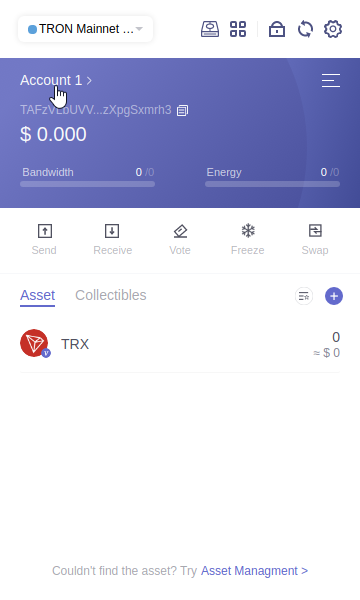 TRON Mainnet ...
Account 1 >
...zXpgSxmrh3
$ 0.000
Bandwidth 0 /0 Energy 0 /0
Send Receive Vote Freeze Swap
Asset Collectibles
TRX 0
≈ $ 0
Couldn't find the asset? Try Asset Managment >